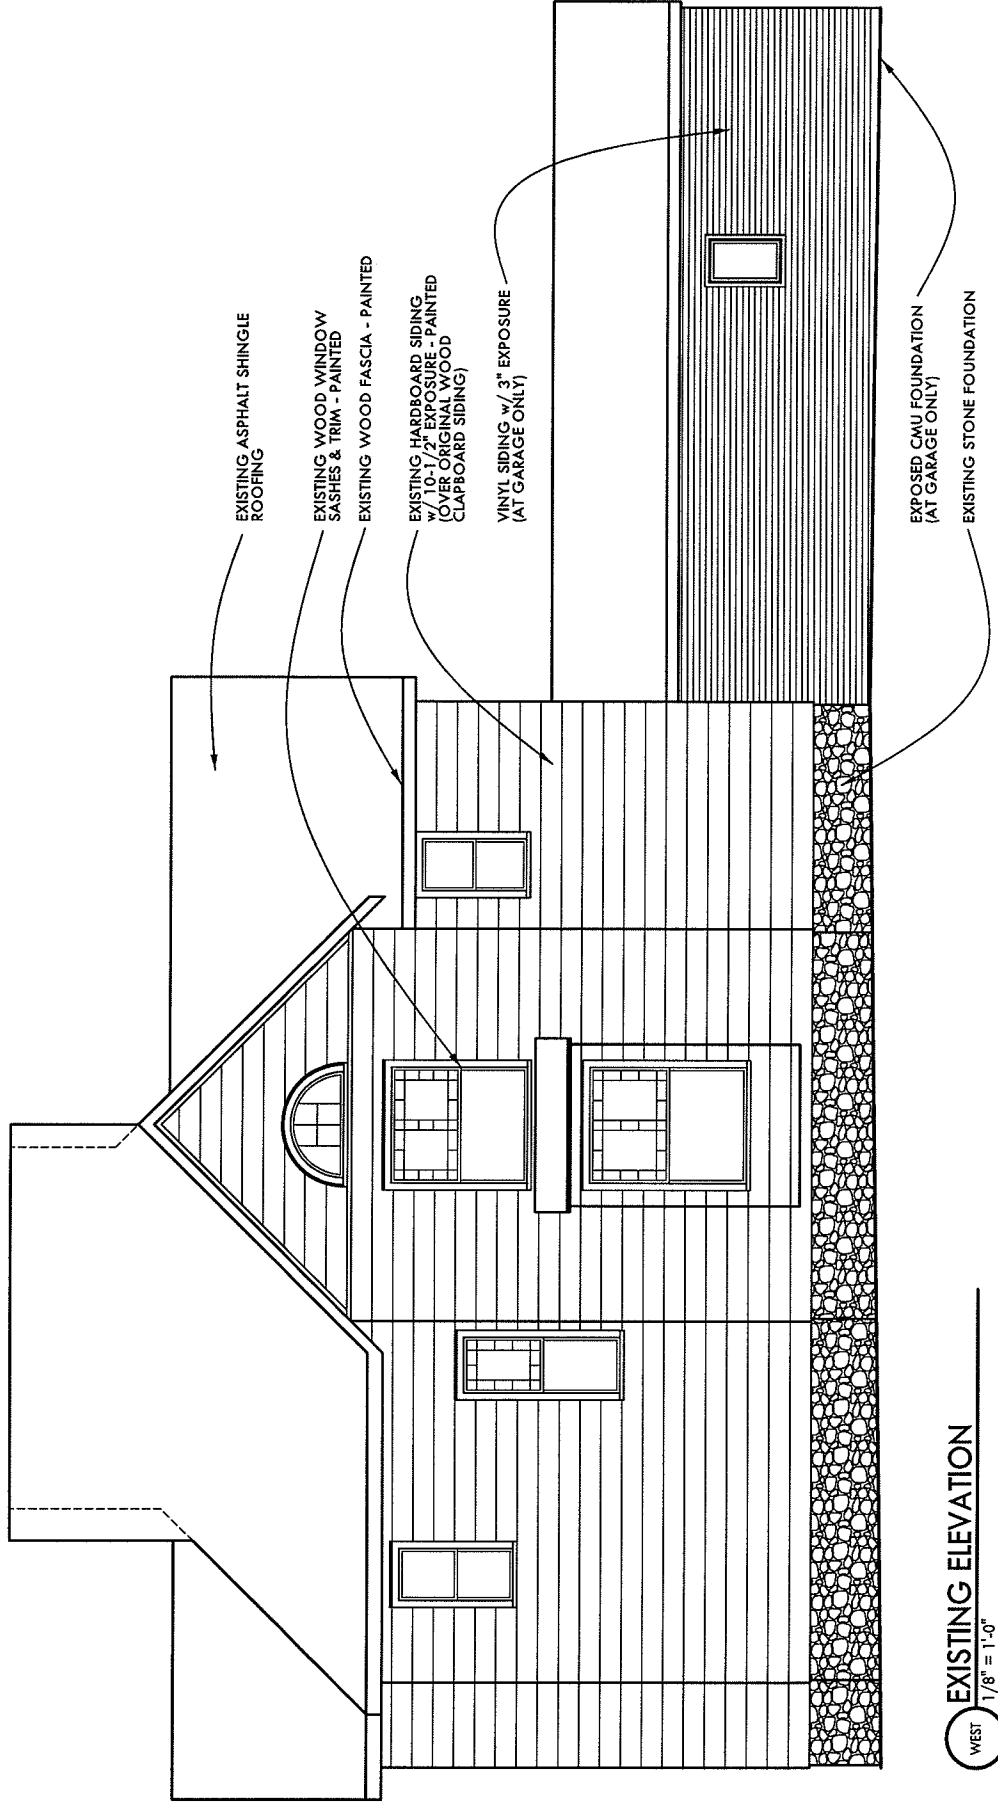 EXISTING ASPHALT SHINGLE
ROOFING
EXISTING WOOD WINDOW
SASHES & TRIM - PAINTED
EXISTING WOOD FASCIA - PAINTED
EXISTING HARDBOARD SIDING
w/ 10-1/2" EXPOSURE - PAINTED
(OVER ORIGINAL WOOD
CLAPBOARD SIDING)
VINYL SIDING w/ 3" EXPOSURE
(AT GARAGE ONLY)
EXPOSED CMU FOUNDATION
(AT GARAGE ONLY)
EXISTING STONE FOUNDATION
WEST
EXISTING ELEVATION
1/8" = 1'-0"